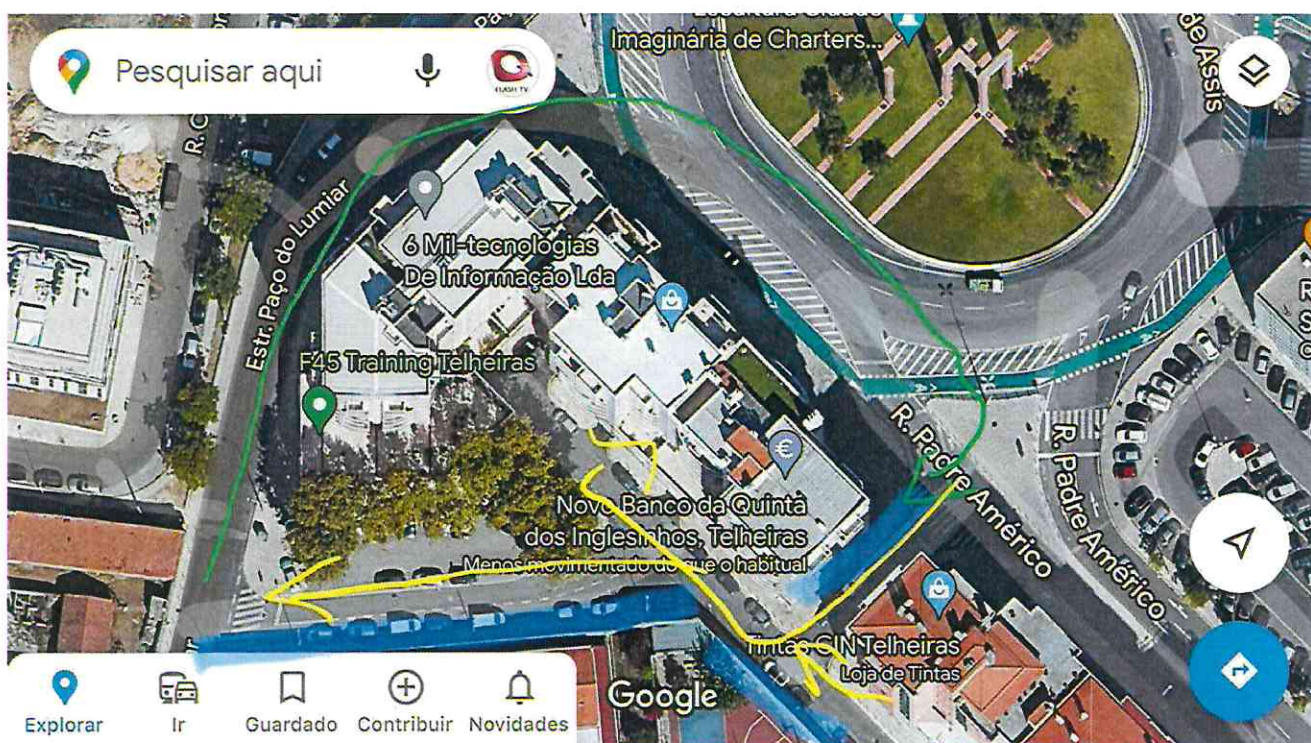 Escultura Cidade
Imaginária de Charters...
Pesquisar aqui
de Assis
Estr. Paço do Lumiar
6 Mil-tecnologias
De Informação Lda
F45 Training Telheiras
R. Padre Américo
R. Padre Américo
Novo Banco da Quinta
dos Inglesinhos, Telheiras
Menos movimentado do que o habitual
Tintas CIN Telheiras
Loja de Tintas
Google
Explorar
Ir
Guardado
Contribuir
Novidades